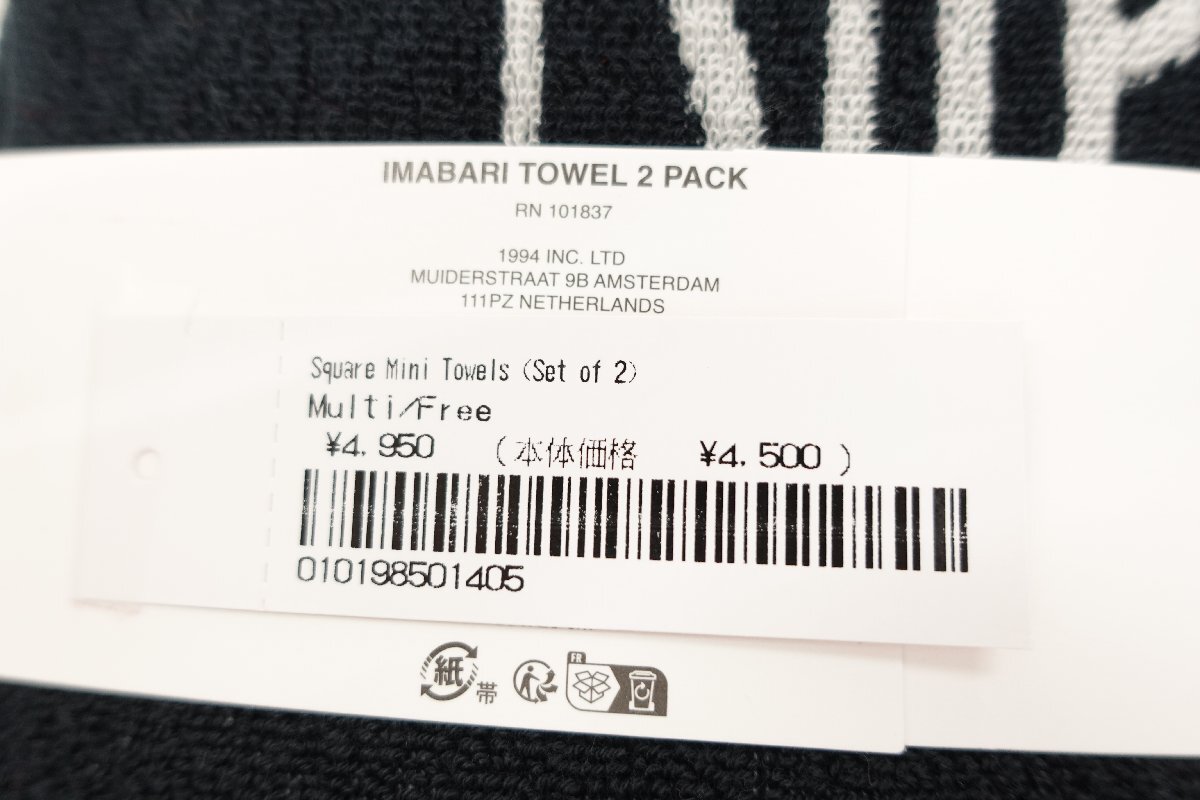 IMABARI TOWEL 2 PACK
RN 101837
1994 INC. LTD
MUIDERSTRAAT 9B AMSTERDAM
111PZ NETHERLANDS
Square Mini Towels (Set of 2)
Multi/Free
¥4,950 (本体価格 ¥4,500)
010198501405
紙 帯
FR